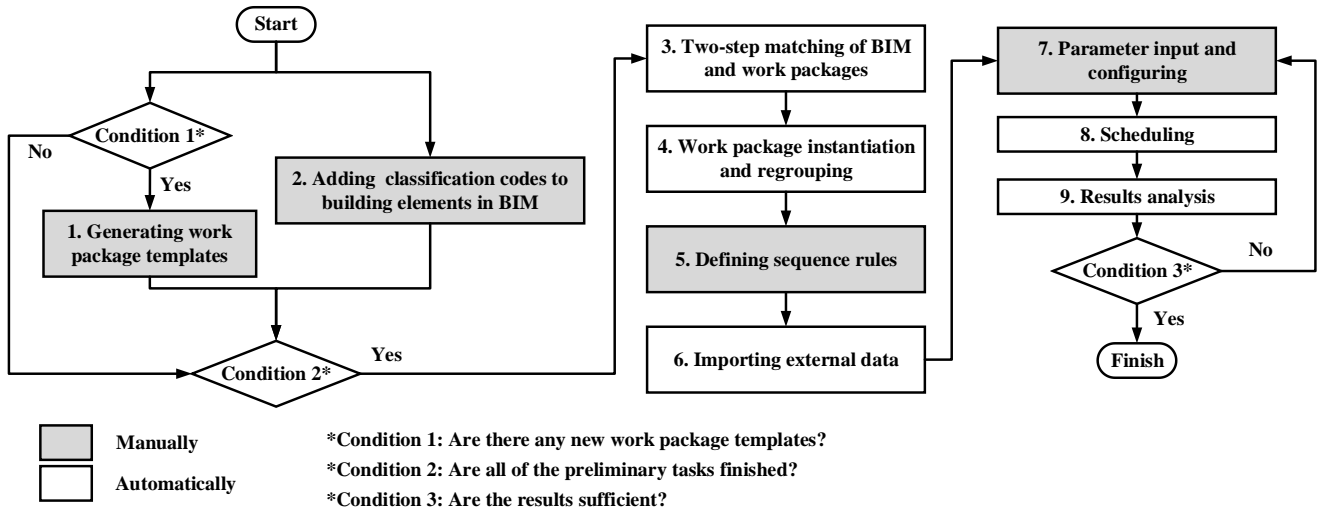 Start
Condition 1*
No
Yes
1. Generating work
package templates
2. Adding classification codes to
building elements in BIM
Condition 2*
Yes
3. Two-step matching of BIM
and work packages
4. Work package instantiation
and regrouping
5. Defining sequence rules
6. Importing external data
7. Parameter input and
configuring
8. Scheduling
9. Results analysis
Condition 3*
No
Yes
Finish
Manually
Automatically
*Condition 1: Are there any new work package templates?
*Condition 2: Are all of the preliminary tasks finished?
*Condition 3: Are the results sufficient?